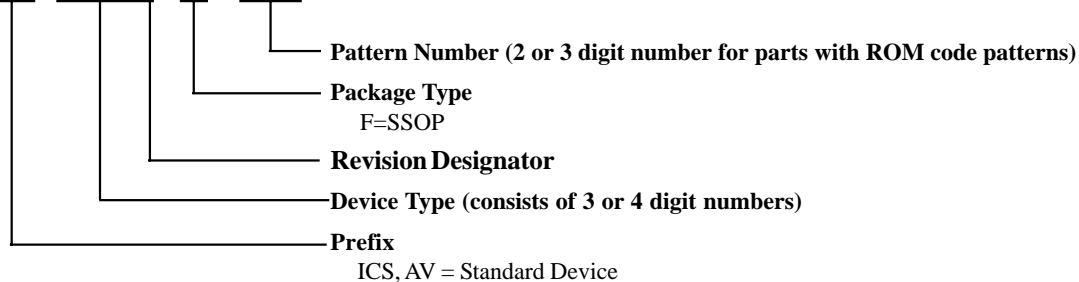 Pattern Number (2 or 3 digit number for parts with ROM code patterns)
Package Type
F=SSOP
Revision Designator
Device Type (consists of 3 or 4 digit numbers)
Prefix
ICS, AV = Standard Device